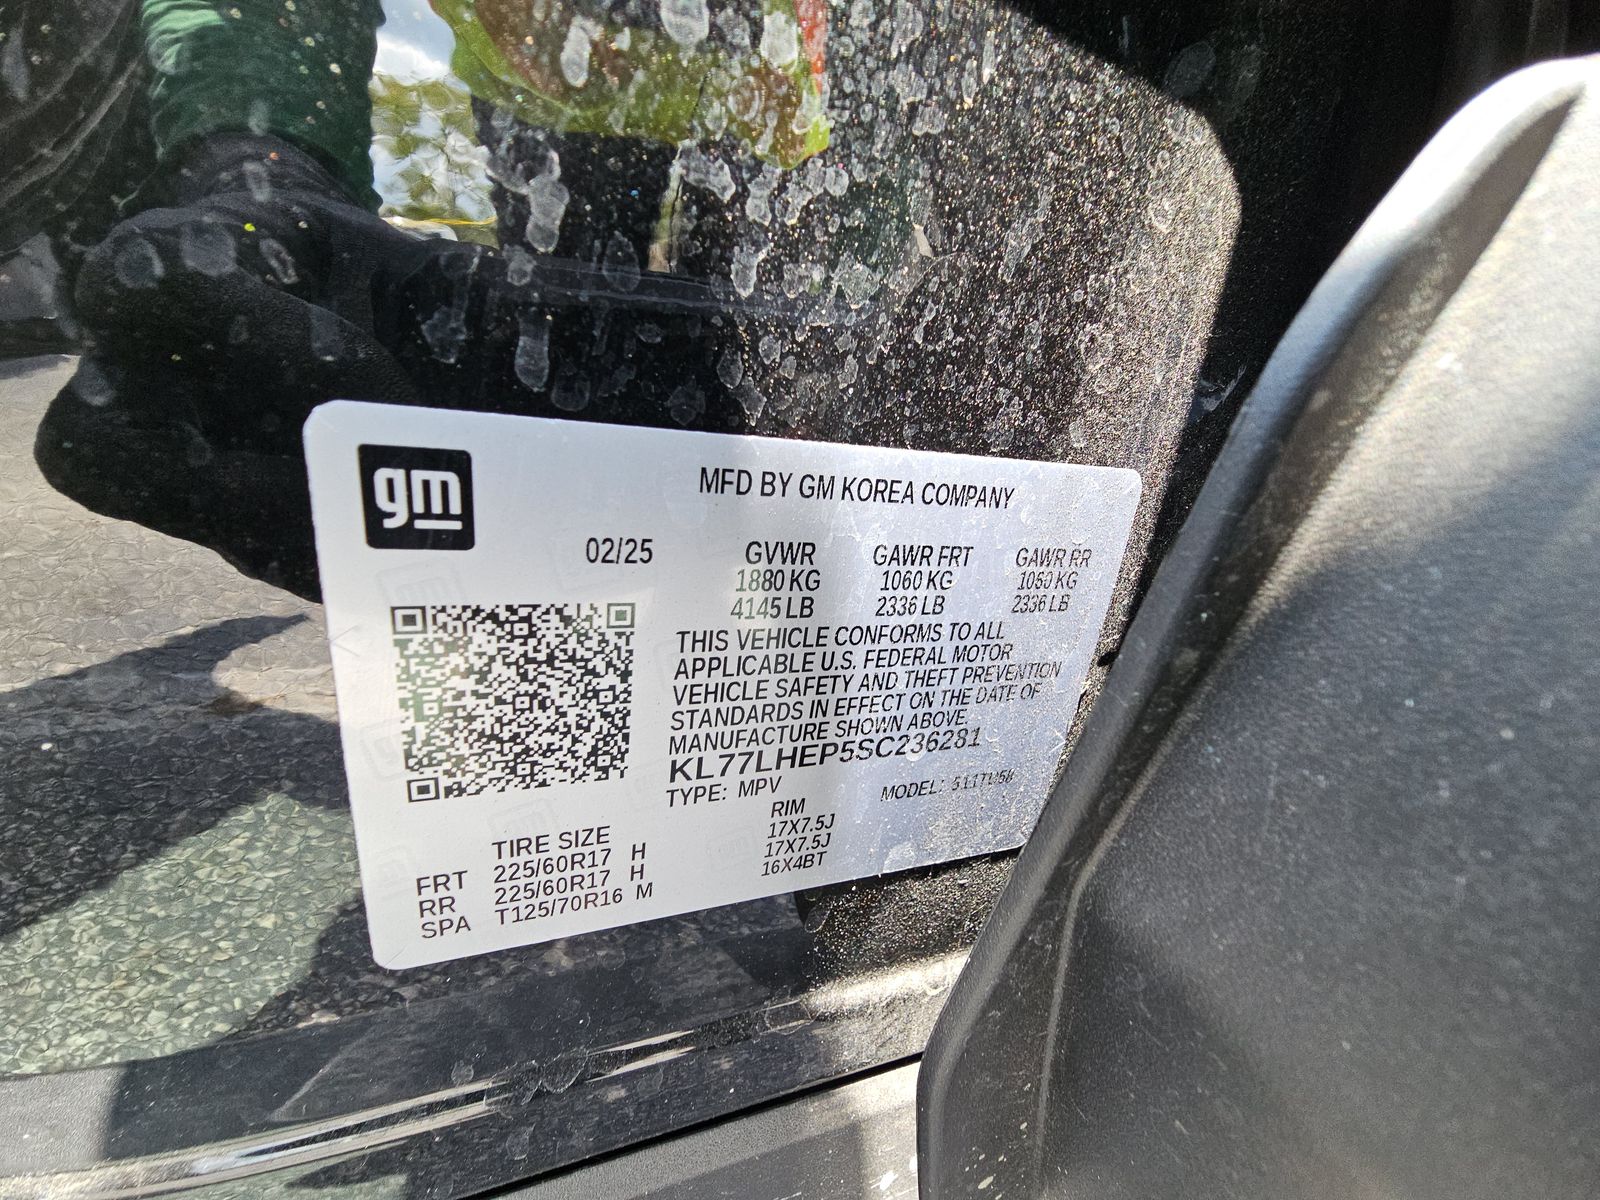 gm
MFD BY GM KOREA COMPANY
02/25 GVWR GAWR FRT GAWR RR
1880 KG 1060 KG 1060 KG
4145 LB 2336 LB 2336 LB
THIS VEHICLE CONFORMS TO ALL
APPLICABLE U.S. FEDERAL MOTOR
VEHICLE SAFETY AND THEFT PREVENTION
STANDARDS IN EFFECT ON THE DATE OF
MANUFACTURE SHOWN ABOVE.
KL77LHEP5SC236281
TYPE: MPV MODEL:
TIRE SIZE RIM
FRT 225/60R17 H 17X7.5J
RR 225/60R17 H 17X7.5J
SPA T125/70R16 M 16X4BT